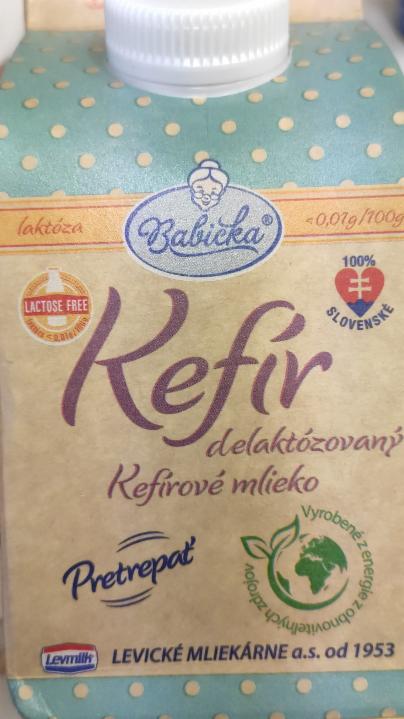 Babička®
laktóza <0,01g/100g
100%
SLOVENSKÉ
LACTOSE FREE
Kefír
delaktózovaný
Kefírové mlieko
Pretrepať
Vyrobené z energie z obnoviteľných zdrojov
Levmilk LEVICKÉ MLIEKÁRNE a.s. od 1953